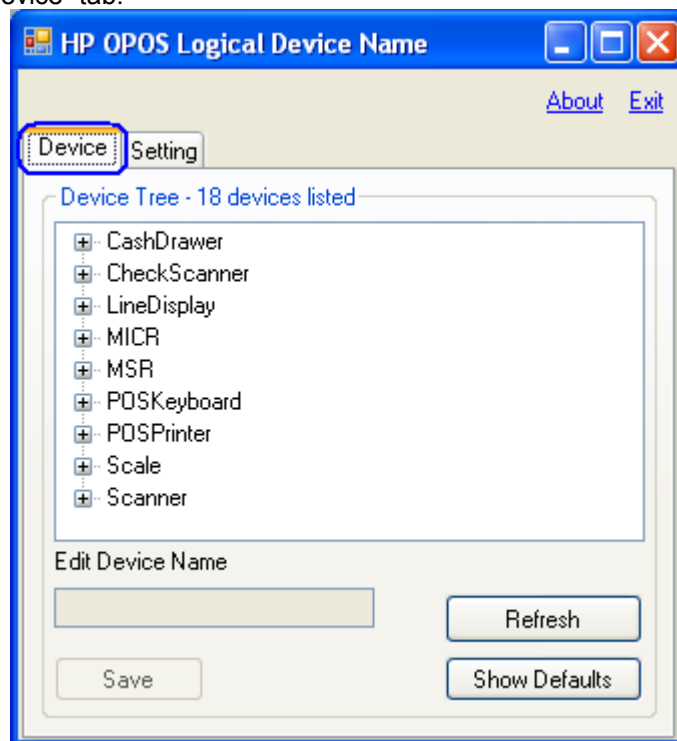 HP OPOS Logical Device Name
About Exit
Device Setting
Device Tree - 18 devices listed
CashDrawer
CheckScanner
LineDisplay
MICR
MSR
POSKeyboard
POSPrinter
Scale
Scanner
Edit Device Name
Refresh
Save Show Defaults